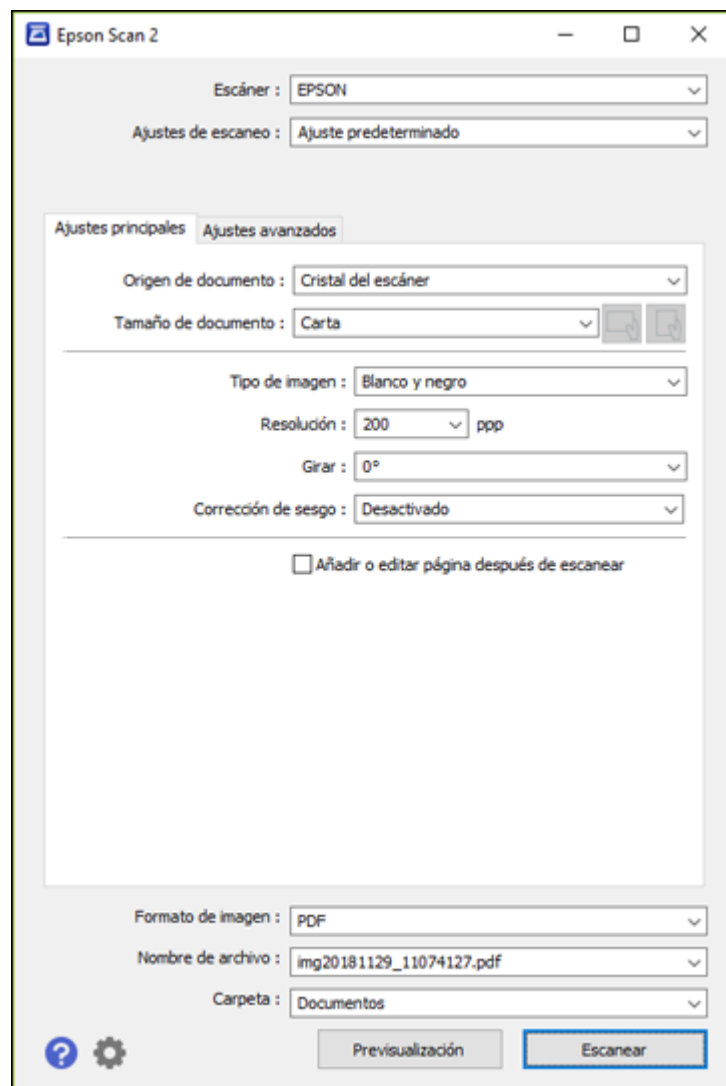 Epson Scan 2
Escáner : EPSON
Ajustes de escaneo : Ajuste predeterminado
Ajustes principales Ajustes avanzados
Origen de documento : Cristal del escáner
Tamaño de documento : Carta
Tipo de imagen : Blanco y negro
Resolución : 200 ppp
Girar : 0°
Corrección de sesgo : Desactivado
Añadir o editar página después de escanear
Formato de imagen : PDF
Nombre de archivo : img20181129_11074127.pdf
Carpeta : Documentos
? Previsualización Escanear